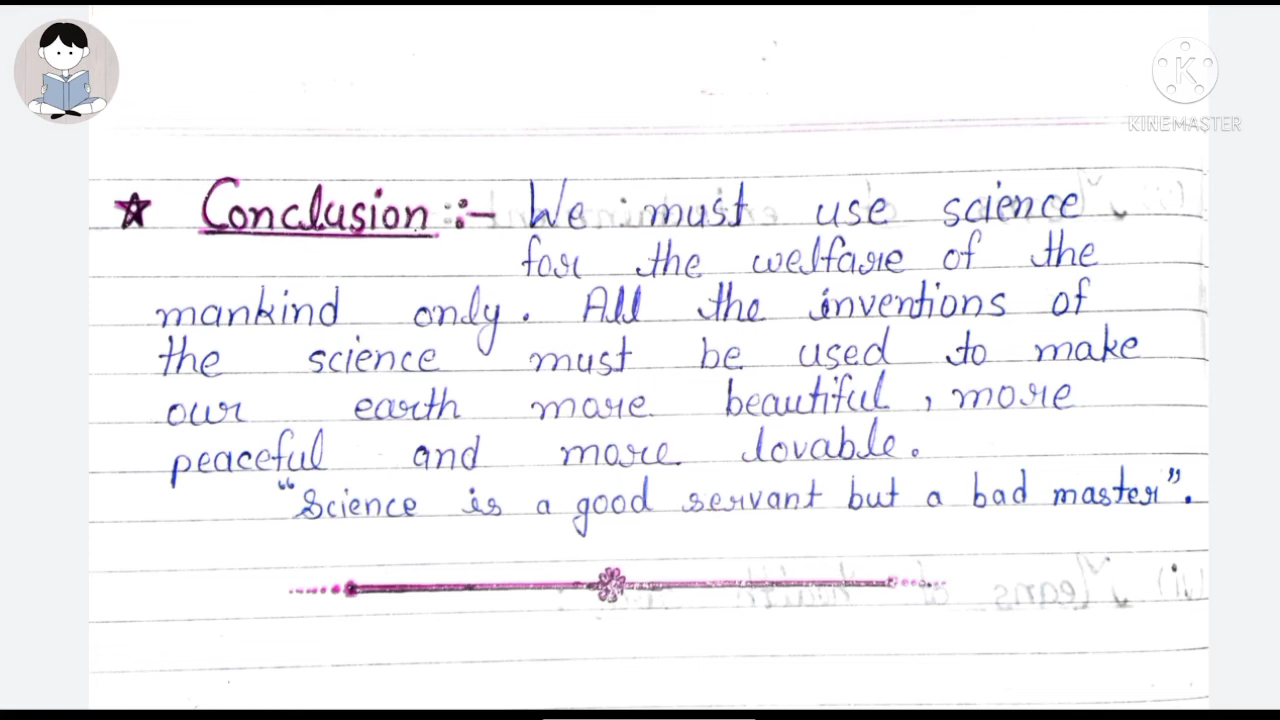 KINEMASTER
Conclusion :- We must use science
for the welfare of the
mankind only. All the inventions of
the science must be used to make
our earth more beautiful, more
peaceful and more lovable.
"Science is a good servant but a bad master".